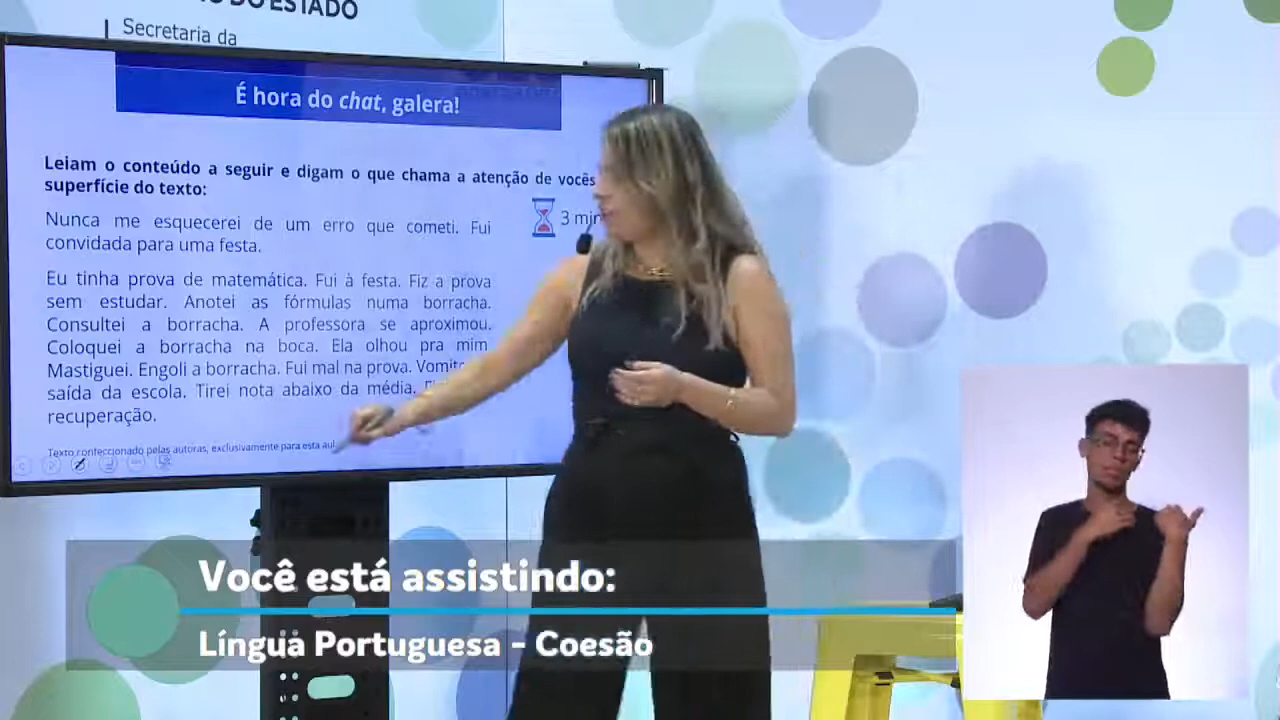 DO ESTADO
Secretaria da
É hora do chat, galera!
Leiam o conteúdo a seguir e digam o que chama a atenção de vocês
superfície do texto:
3 min
Nunca me esquecerei de um erro que cometi. Fui
convidada para uma festa.
Eu tinha prova de matemática. Fui à festa. Fiz a prova
sem estudar. Anotei as fórmulas numa borracha.
Consultei a borracha. A professora se aproximou.
Coloquei a borracha na boca. Ela olhou pra mim
Mastiguei. Engoli a borracha. Fui mal na prova.
saída da escola. Tirei nota abaixo da média.
recuperação.
Texto confeccionado pelas autoras, exclusivamente para esta
Você está assistindo:
Língua Portuguesa - Coesão